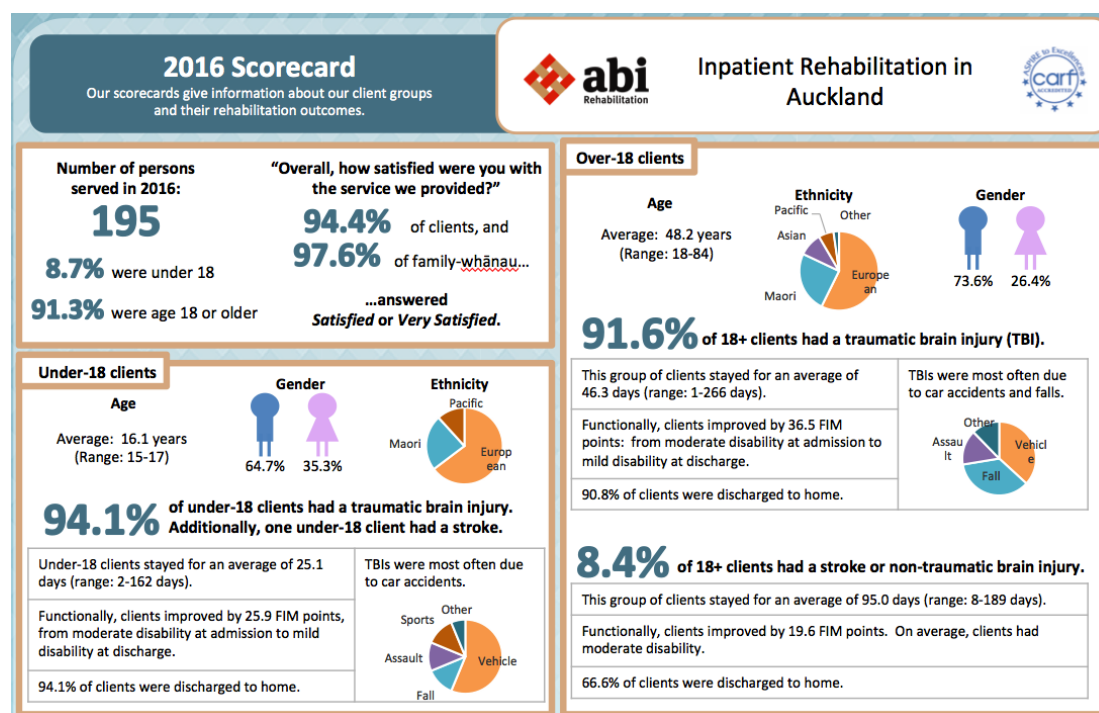 2016 Scorecard
Our scorecards give information about our client groups
and their rehabilitation outcomes.
abi
Rehabilitation
Inpatient Rehabilitation in
Auckland
ASPIRE to Excellence
carf
ACCREDITED
Number of persons
served in 2016:
195
8.7% were under 18
91.3% were age 18 or older
“Overall, how satisfied were you with
the service we provided?”
94.4% of clients, and
97.6% of family-whānau...
...answered
Satisfied or Very Satisfied.
Under-18 clients
Age
Average: 16.1 years
(Range: 15-17)
Gender
64.7% 35.3%
Ethnicity
Pacific
Maori
Europ
ean
94.1% of under-18 clients had a traumatic brain injury.
Additionally, one under-18 client had a stroke.
Under-18 clients stayed for an average of 25.1
days (range: 2-162 days).
Functionally, clients improved by 25.9 FIM points,
from moderate disability at admission to mild
disability at discharge.
94.1% of clients were discharged to home.
TBIs were most often due
to car accidents.
Other
Sports
Assault
Vehicle
Fall
Over-18 clients
Age
Average: 48.2 years
(Range: 18-84)
Ethnicity
Pacific
Other
Asian
Europe
an
Maori
Gender
73.6% 26.4%
91.6% of 18+ clients had a traumatic brain injury (TBI).
This group of clients stayed for an average of
46.3 days (range: 1-266 days).
Functionally, clients improved by 36.5 FIM
points: from moderate disability at admission to
mild disability at discharge.
90.8% of clients were discharged to home.
TBIs were most often due
to car accidents and falls.
Other
Assau
lt
Vehicl
e
Fall
8.4% of 18+ clients had a stroke or non-traumatic brain injury.
This group of clients stayed for an average of 95.0 days (range: 8-189 days).
Functionally, clients improved by 19.6 FIM points. On average, clients had
moderate disability.
66.6% of clients were discharged to home.